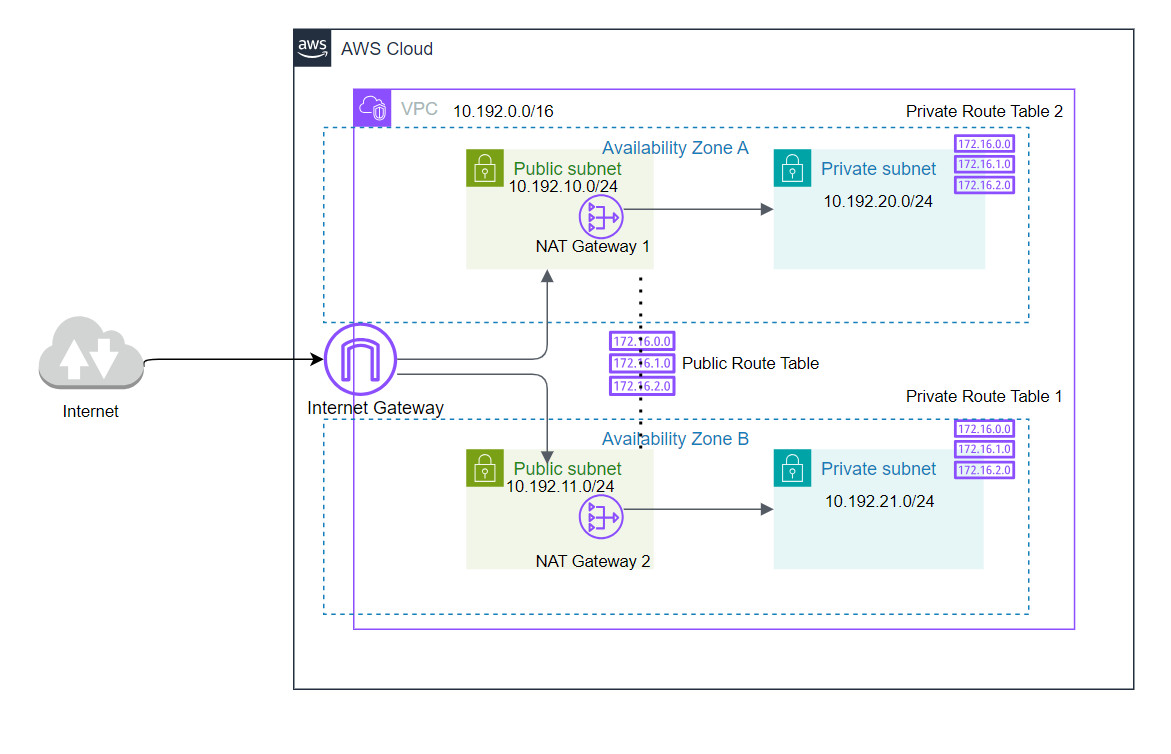 aws
AWS Cloud
VPC
10.192.0.0/16
Private Route Table 2
Availability Zone A
172.16.0.0
172.16.1.0
172.16.2.0
Public subnet
10.192.10.0/24
NAT Gateway 1
Private subnet
10.192.20.0/24
Internet
Internet Gateway
172.16.0.0
172.16.1.0
172.16.2.0
Public Route Table
Private Route Table 1
Availability Zone B
172.16.0.0
172.16.1.0
172.16.2.0
Public subnet
10.192.11.0/24
NAT Gateway 2
Private subnet
10.192.21.0/24